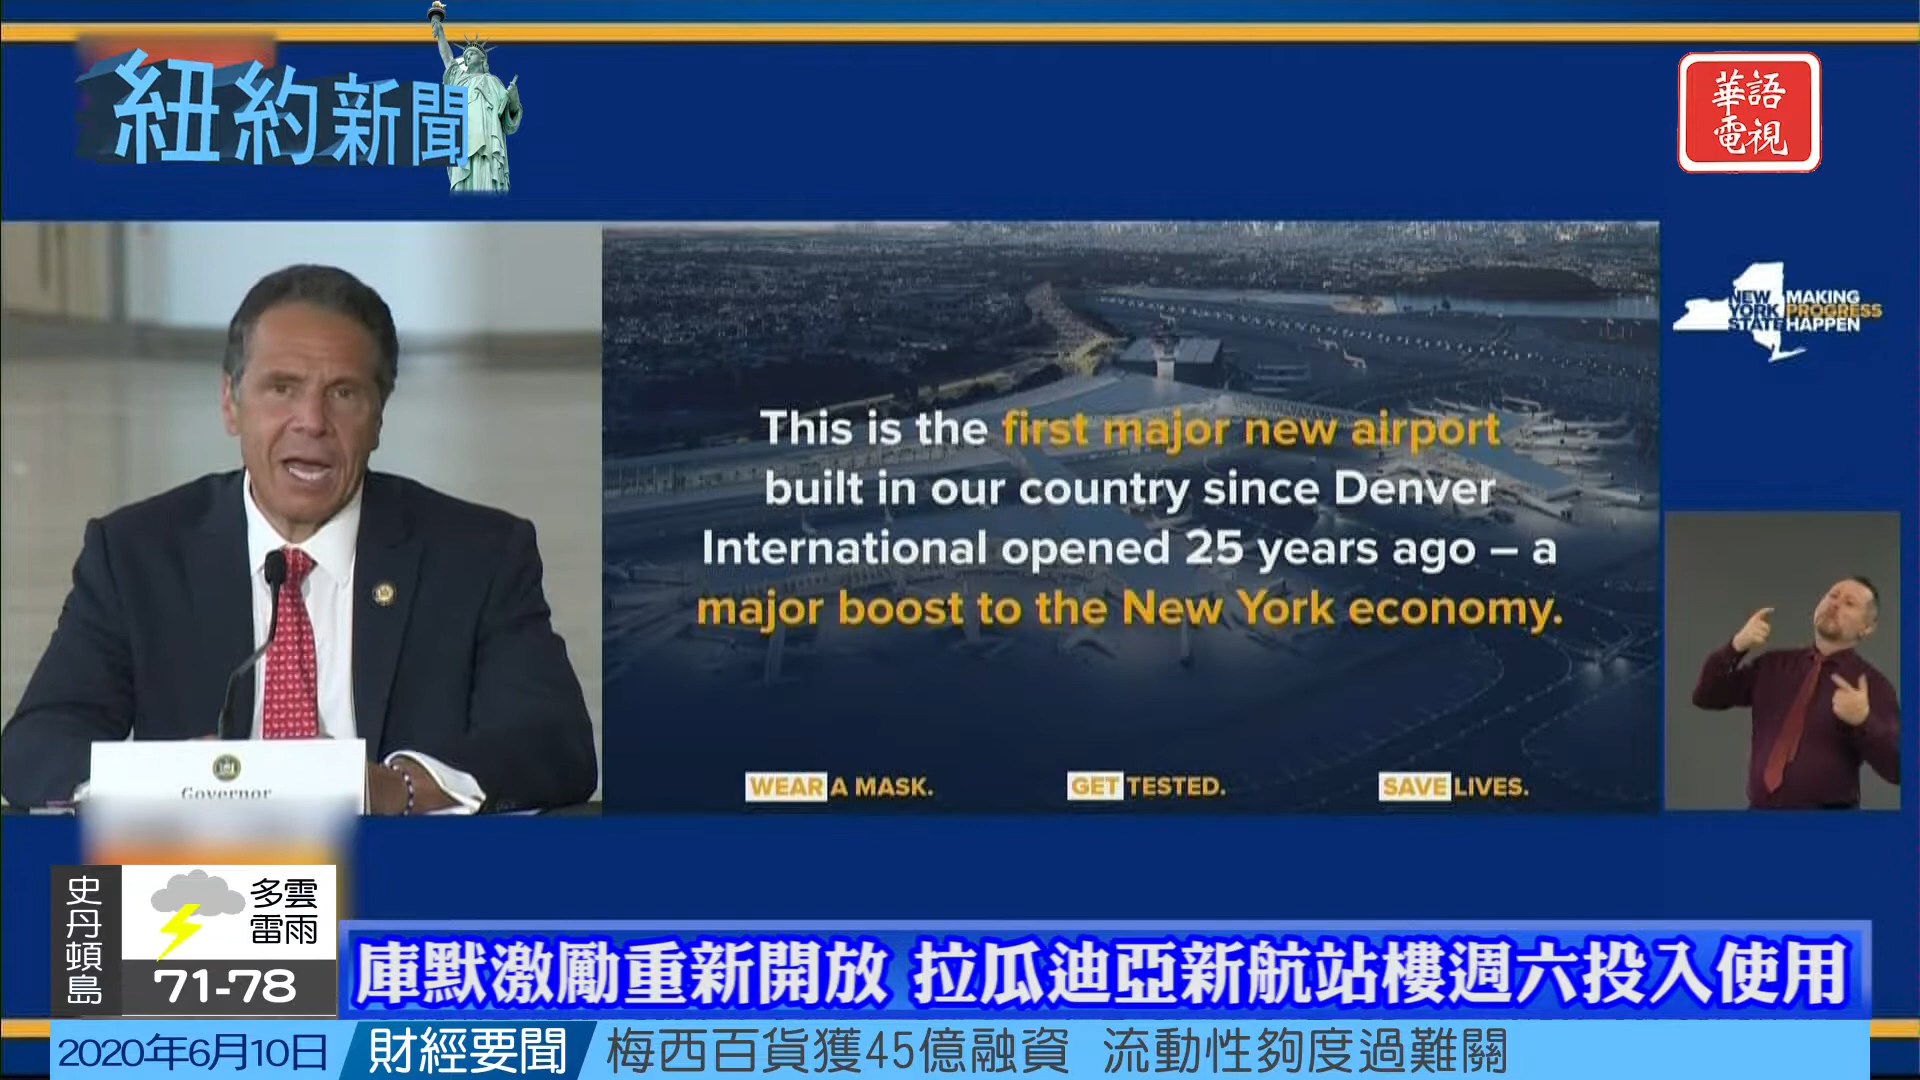 紐約新聞
華語
電視
NEW
YORK
STATE
MAKING
PROGRESS
HAPPEN
This is the first major new airport
built in our country since Denver
International opened 25 years ago – a
major boost to the New York economy.
WEAR A MASK.
GET TESTED.
SAVE LIVES.
Governor
史丹頓島
多雲
雷雨
71-78
庫默激勵重新開放 拉瓜迪亞新航站樓週六投入使用
2020年6月10日
財經要聞
梅西百貨獲45億融資 流動性夠度過難關